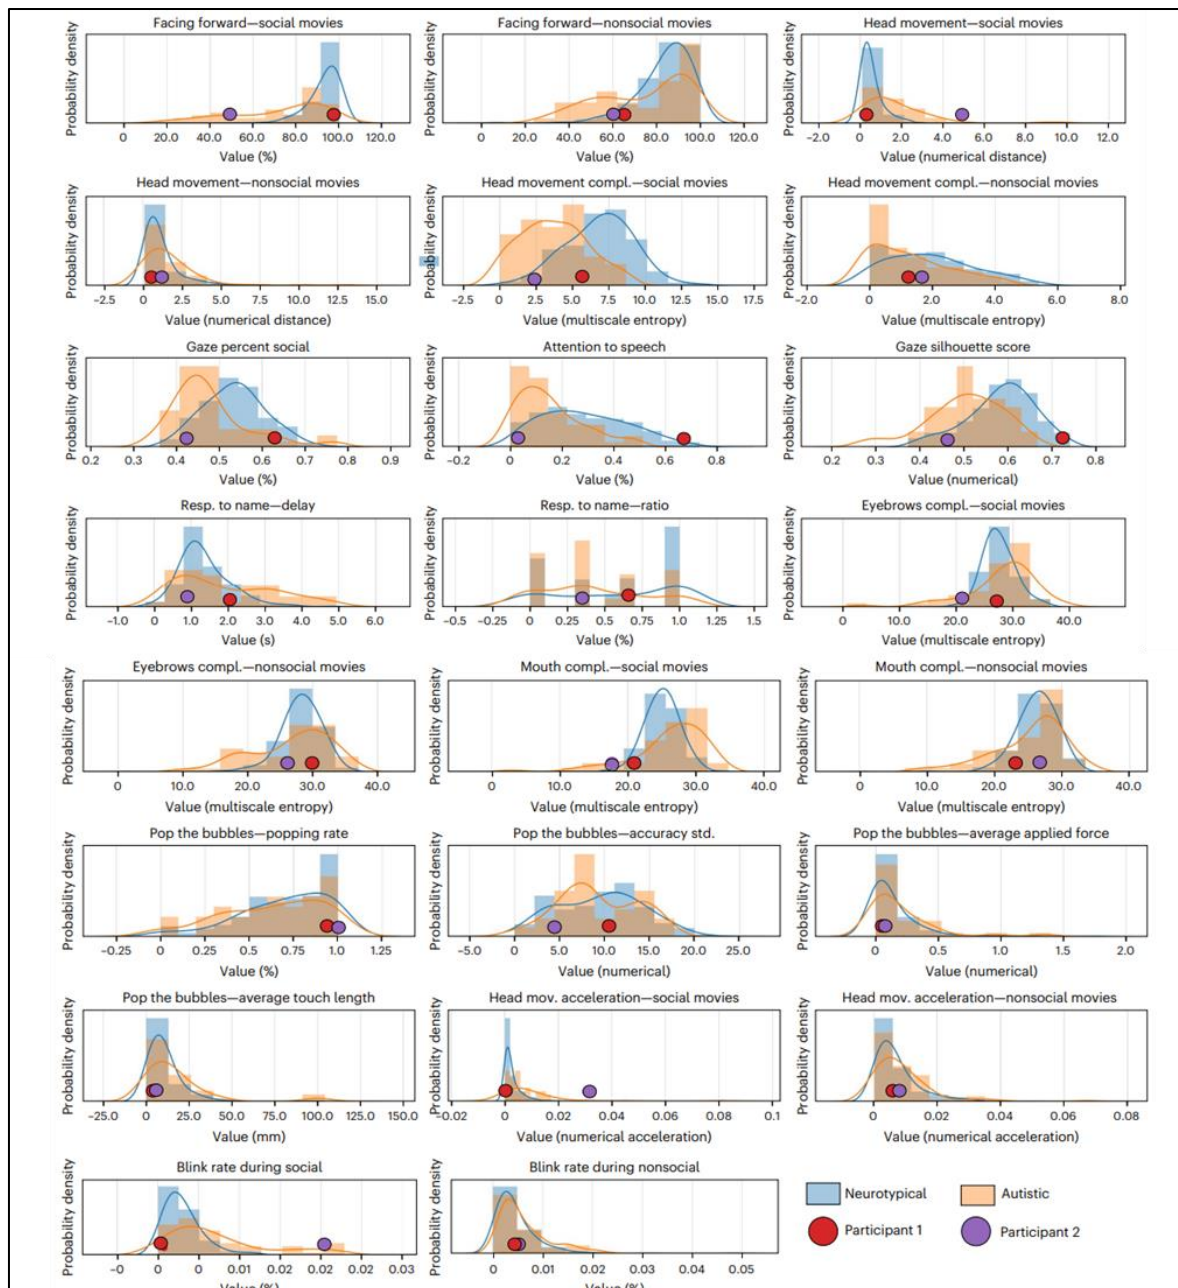 Facing forward—social movies
Probability density
0 20.0 40.0 60.0 80.0 100.0 120.0
Value (%)
Facing forward—nonsocial movies
Probability density
0 20.0 40.0 60.0 80.0 100.0 120.0
Value (%)
Head movement—social movies
Probability density
-2.0 0 2.0 4.0 6.0 8.0 10.0 12.0
Value (numerical distance)
Head movement—nonsocial movies
Probability density
-2.5 0 2.5 5.0 7.5 10.0 12.5 15.0
Value (numerical distance)
Head movement compl.—social movies
Probability density
-2.5 0 2.5 5.0 7.5 10.0 12.5 15.0 17.5
Value (multiscale entropy)
Head movement compl.—nonsocial movies
Probability density
-2.0 0 2.0 4.0 6.0 8.0
Value (multiscale entropy)
Gaze percent social
Probability density
0.2 0.3 0.4 0.5 0.6 0.7 0.8 0.9
Value (%)
Attention to speech
Probability density
-0.2 0 0.2 0.4 0.6 0.8
Value (%)
Gaze silhouette score
Probability density
0.2 0.3 0.4 0.5 0.6 0.7 0.8
Value (numerical)
Resp. to name—delay
Probability density
-1.0 0 1.0 2.0 3.0 4.0 5.0 6.0
Value (s)
Resp. to name—ratio
Probability density
-0.5 -0.25 0 0.25 0.5 0.75 1.0 1.25 1.5
Value (%)
Eyebrows compl.—social movies
Probability density
0 10.0 20.0 30.0 40.0
Value (multiscale entropy)
Eyebrows compl.—nonsocial movies
Probability density
0 10.0 20.0 30.0 40.0
Value (multiscale entropy)
Mouth compl.—social movies
Probability density
0 10.0 20.0 30.0 40.0
Value (multiscale entropy)
Mouth compl.—nonsocial movies
Probability density
0 10.0 20.0 30.0 40.0
Value (multiscale entropy)
Pop the bubbles—popping rate
Probability density
-0.25 0 0.25 0.5 0.75 1.0 1.25
Value (%)
Pop the bubbles—accuracy std.
Probability density
-5.0 0 5.0 10.0 15.0 20.0 25.0
Value (numerical)
Pop the bubbles—average applied force
Probability density
0 0.5 1.0 1.5 2.0
Value (numerical)
Pop the bubbles—average touch length
Probability density
-25.0 0 25.0 50.0 75.0 100.0 125.0 150.0
Value (mm)
Head mov. acceleration—social movies
Probability density
-0.02 0 0.02 0.04 0.06 0.08 0.1
Value (numerical acceleration)
Head mov. acceleration—nonsocial movies
Probability density
0 0.02 0.04 0.06 0.08
Value (numerical acceleration)
Blink rate during social
Probability density
-0 0 0.01 0.02 0.02 0.02 0.03 0.03
Value (%)
Blink rate during nonsocial
Probability density
0 0.01 0.02 0.03 0.04 0.05
Value (%)
Neurotypical
Autistic
Participant 1
Participant 2